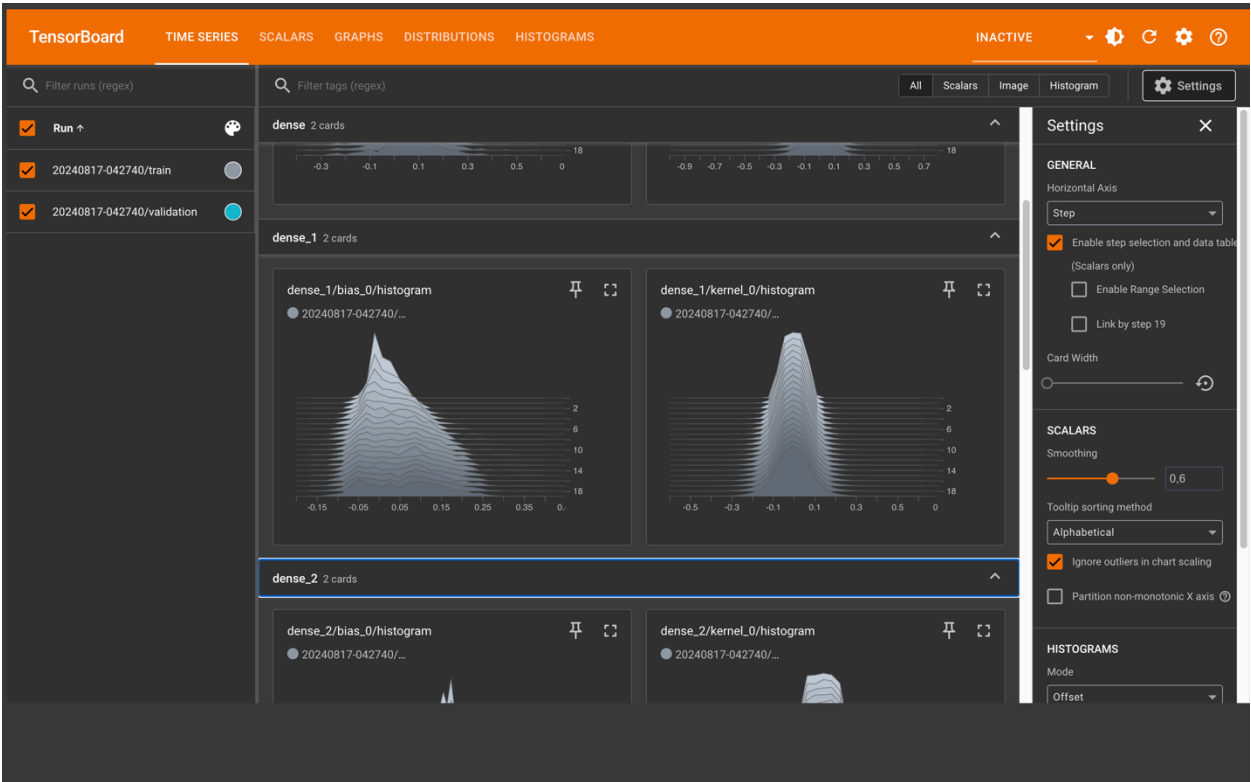 TensorBoard TIME SERIES SCALARS GRAPHS DISTRIBUTIONS HISTOGRAMS INACTIVE
Filter runs (regex)
Filter tags (regex)
All Scalars Image Histogram
Settings
Run ↑
20240817-042740/train
20240817-042740/validation
dense 2 cards
18
-0.3 -0.1 0.1 0.3 0.5 0
18
-0.9 -0.7 -0.5 -0.3 -0.1 0.1 0.3 0.5 0.7
dense_1 2 cards
dense_1/bias_0/histogram
20240817-042740/...
2
6
10
14
18
-0.15 -0.05 0.05 0.15 0.25 0.35 0.
dense_1/kernel_0/histogram
20240817-042740/...
2
6
10
14
18
-0.5 -0.3 -0.1 0.1 0.3 0.5 0
dense_2 2 cards
dense_2/bias_0/histogram
20240817-042740/...
dense_2/kernel_0/histogram
20240817-042740/...
Settings
GENERAL
Horizontal Axis
Step
Enable step selection and data table
(Scalars only)
Enable Range Selection
Link by step 19
Card Width
SCALARS
Smoothing
0,6
Tooltip sorting method
Alphabetical
Ignore outliers in chart scaling
Partition non-monotonic X axis
HISTOGRAMS
Mode
Offset